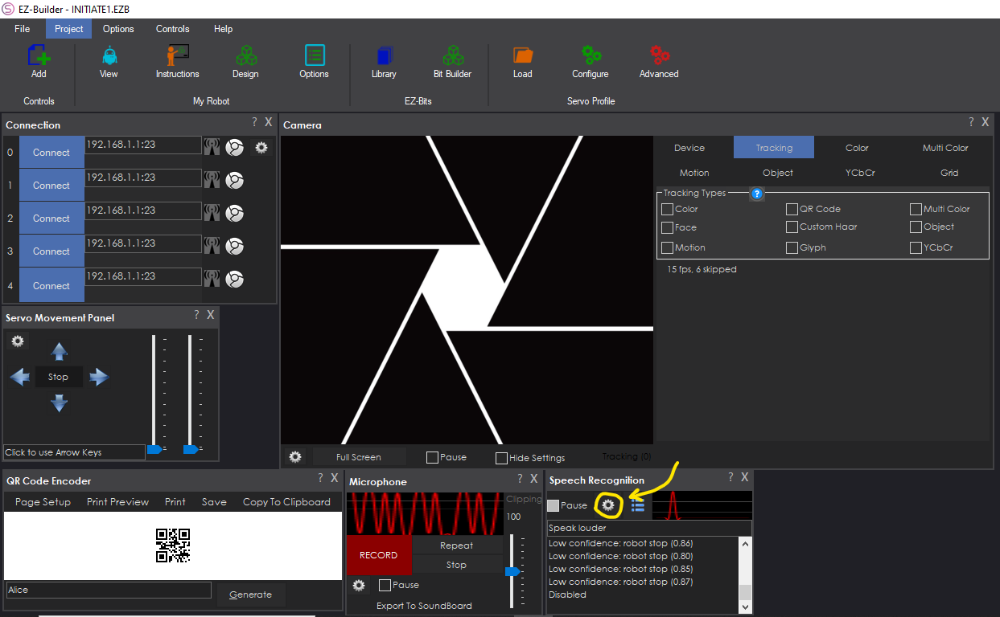 EZ-Builder - INITIATE1.EZB
File Project Options Controls Help
Add View Instructions Design Options Library Bit Builder Load Configure Advanced
Controls My Robot EZ-Bits Servo Profile
Connection ? X
0 Connect 192.168.1.1:23
1 Connect 192.168.1.1:23
2 Connect 192.168.1.1:23
3 Connect 192.168.1.1:23
4 Connect 192.168.1.1:23
Camera ? X
Device Tracking Color Multi Color
Motion Object YCbCr Grid
Tracking Types ?
Color QR Code Multi Color
Face Custom Haar Object
Motion Glyph YCbCr
15 fps, 6 skipped
Full Screen Pause Hide Settings Tracking (0)
Servo Movement Panel ? X
Stop
Click to use Arrow Keys
QR Code Encoder ? X
Page Setup Print Preview Print Save Copy To Clipboard
Alice
Generate
Microphone ? X
Clipping
100
RECORD
Repeat
Stop
Pause
Export To SoundBoard
Speech Recognition ? X
Pause
Speak louder
Low confidence: robot stop (0.86)
Low confidence: robot stop (0.80)
Low confidence: robot stop (0.85)
Low confidence: robot stop (0.87)
Disabled